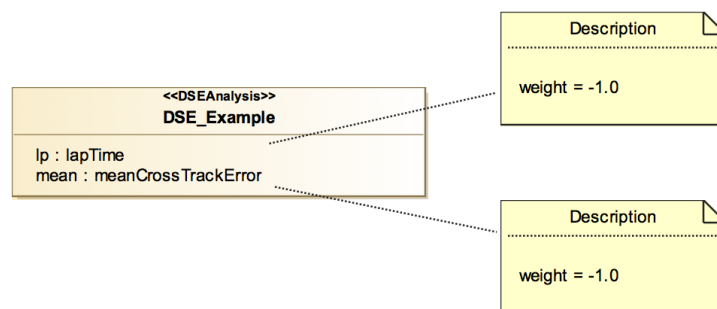 <<DSEAnalysis>>
DSE_Example
lp : lapTime
mean : meanCrossTrackError
Description
weight = -1.0
Description
weight = -1.0